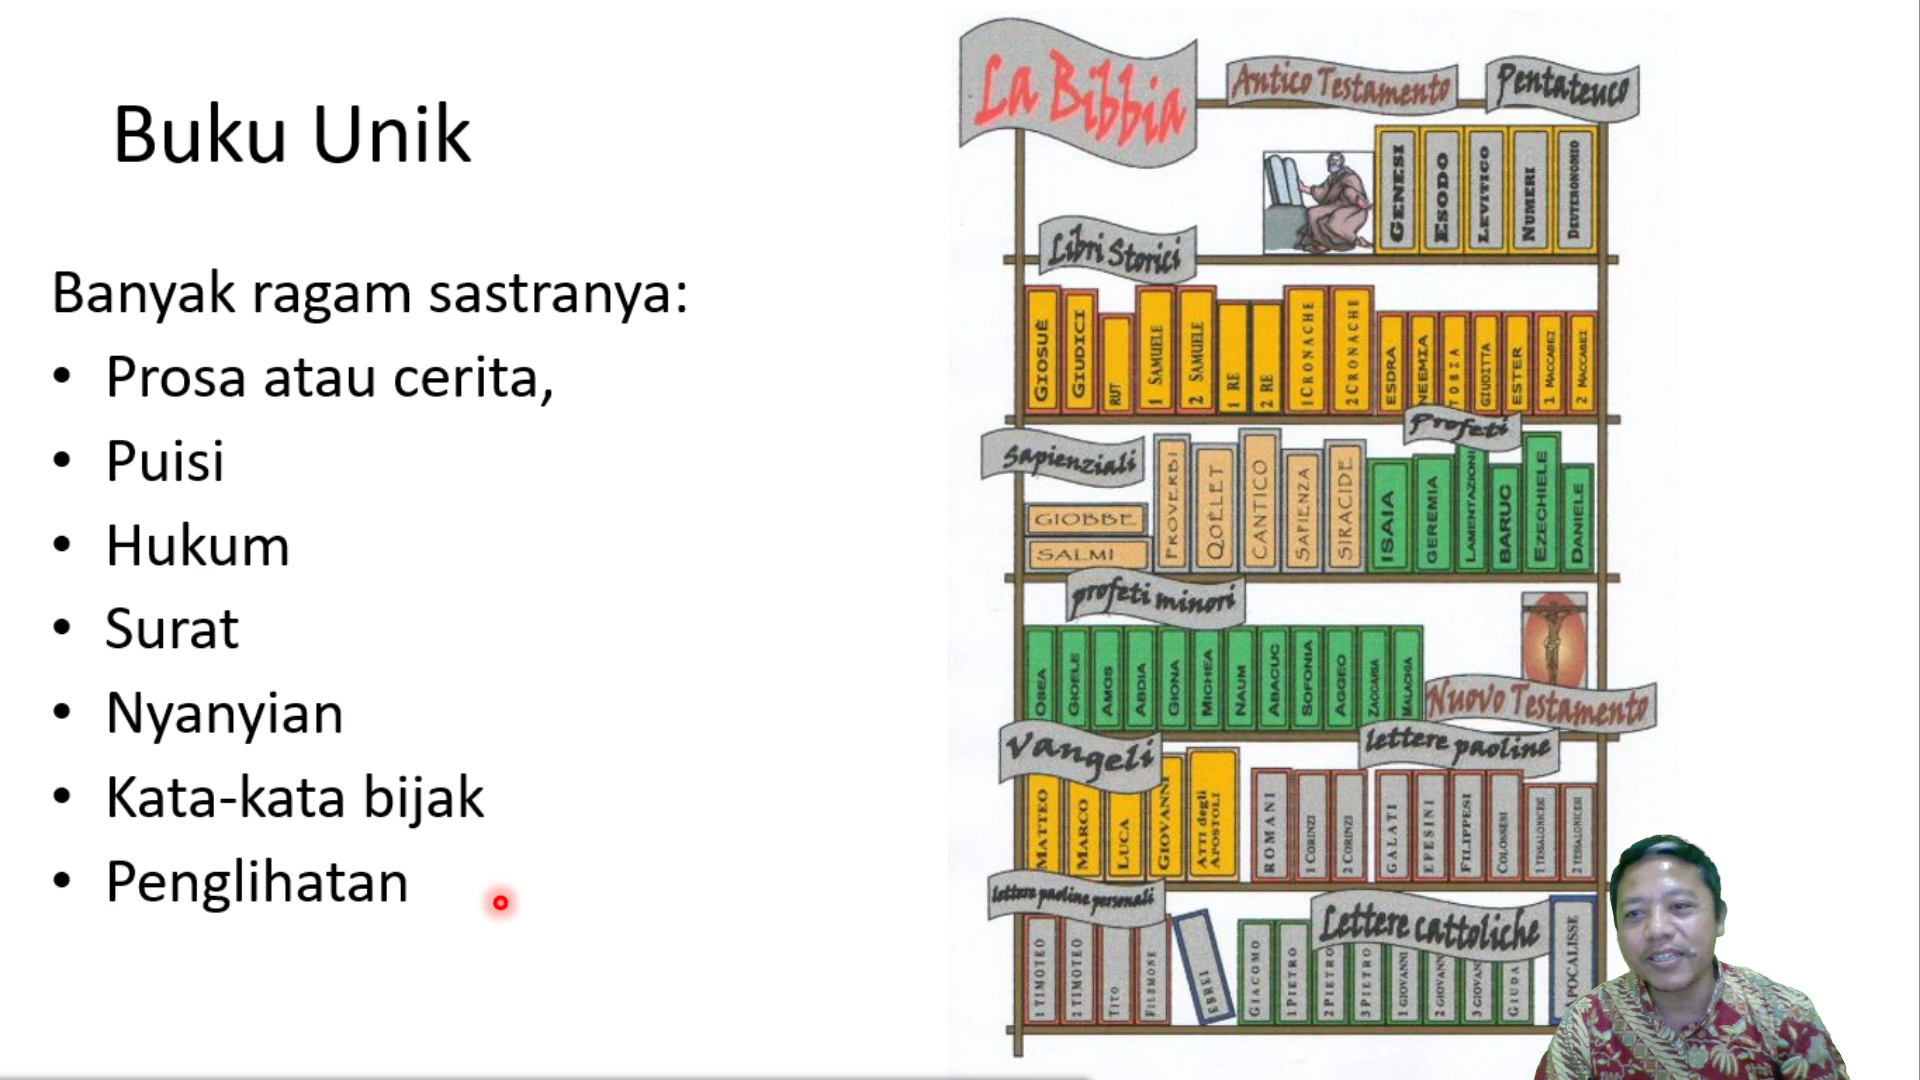 Buku Unik
Banyak ragam sastranya:
• Prosa atau cerita,
• Puisi
• Hukum
• Surat
• Nyanyian
• Kata-kata bijak
• Penglihatan
La Bibbia
Antico Testamento
Pentateuco
GENESI
ESODO
LEVITICO
NUMERI
DEUTERONOMIO
Libri Storici
GIOSUÈ
GIUDICI
RUT
1 SAMUELE
2 SAMUELE
1 RE
2 RE
1 CRONACHE
2 CRONACHE
ESDRA
NEEMIA
TOBIA
GIUDITTA
ESTER
1 MACCABEI
2 MACCABEI
Sapienziali
GIOBBE
SALMI
PROVERBI
QOÈLET
CANTICO
SAPIENZA
SIRACIDE
Profeti
ISAIA
GEREMIA
LAMENTAZIONI
BARUC
EZECHIELE
DANIELE
profeti minori
OSEA
GIOELE
AMOS
ABDIA
GIONA
MICHEA
NAUM
ABACUC
SOFONIA
AGGEO
ZACCARIA
MALACHIA
Nuovo Testamento
Vangeli
MATTEO
MARCO
LUCA
GIOVANNI
ATTI degli
APOSTOLI
lettere paoline
ROMANI
1 CORINZI
2 CORINZI
GALATI
EFESINI
FILIPPESI
COLOSSESI
1 TESSALONICESI
2 TESSALONICESI
lettere paoline personali
1 TIMOTEO
2 TIMOTEO
TITO
FILEMONE
EBREI
Lettere cattoliche
GIACOMO
1 PIETRO
2 PIETRO
3 PIETRO
1 GIOVANNI
2 GIOVANN
3 GIOVAN
GIUDA
POCALISSE